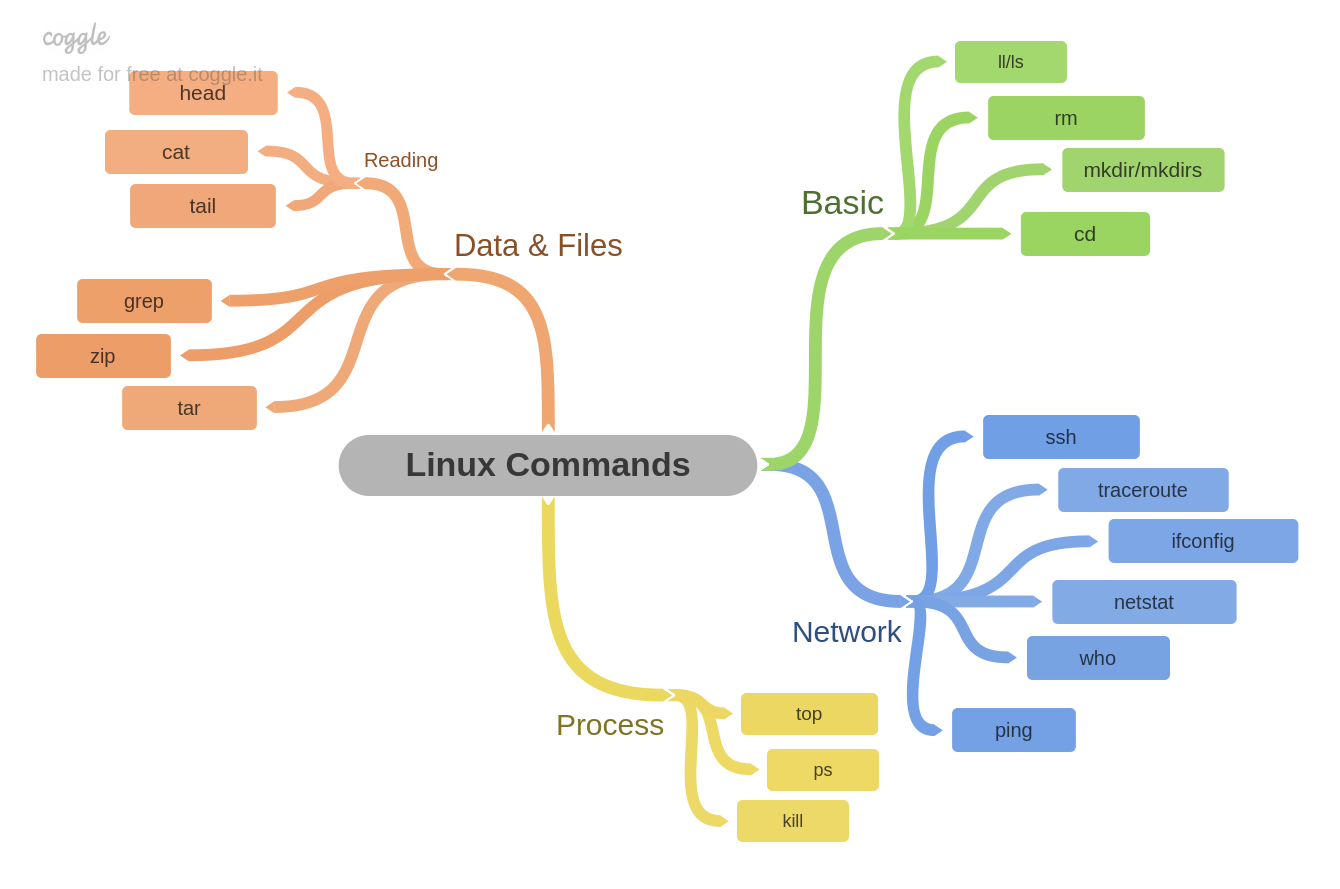 coggle
made for free at coggle.it
head
cat
tail
Reading
Data & Files
grep
zip
tar
Linux Commands
Basic
ll/ls
rm
mkdir/mkdirs
cd
Network
ssh
traceroute
ifconfig
netstat
who
ping
Process
top
ps
kill